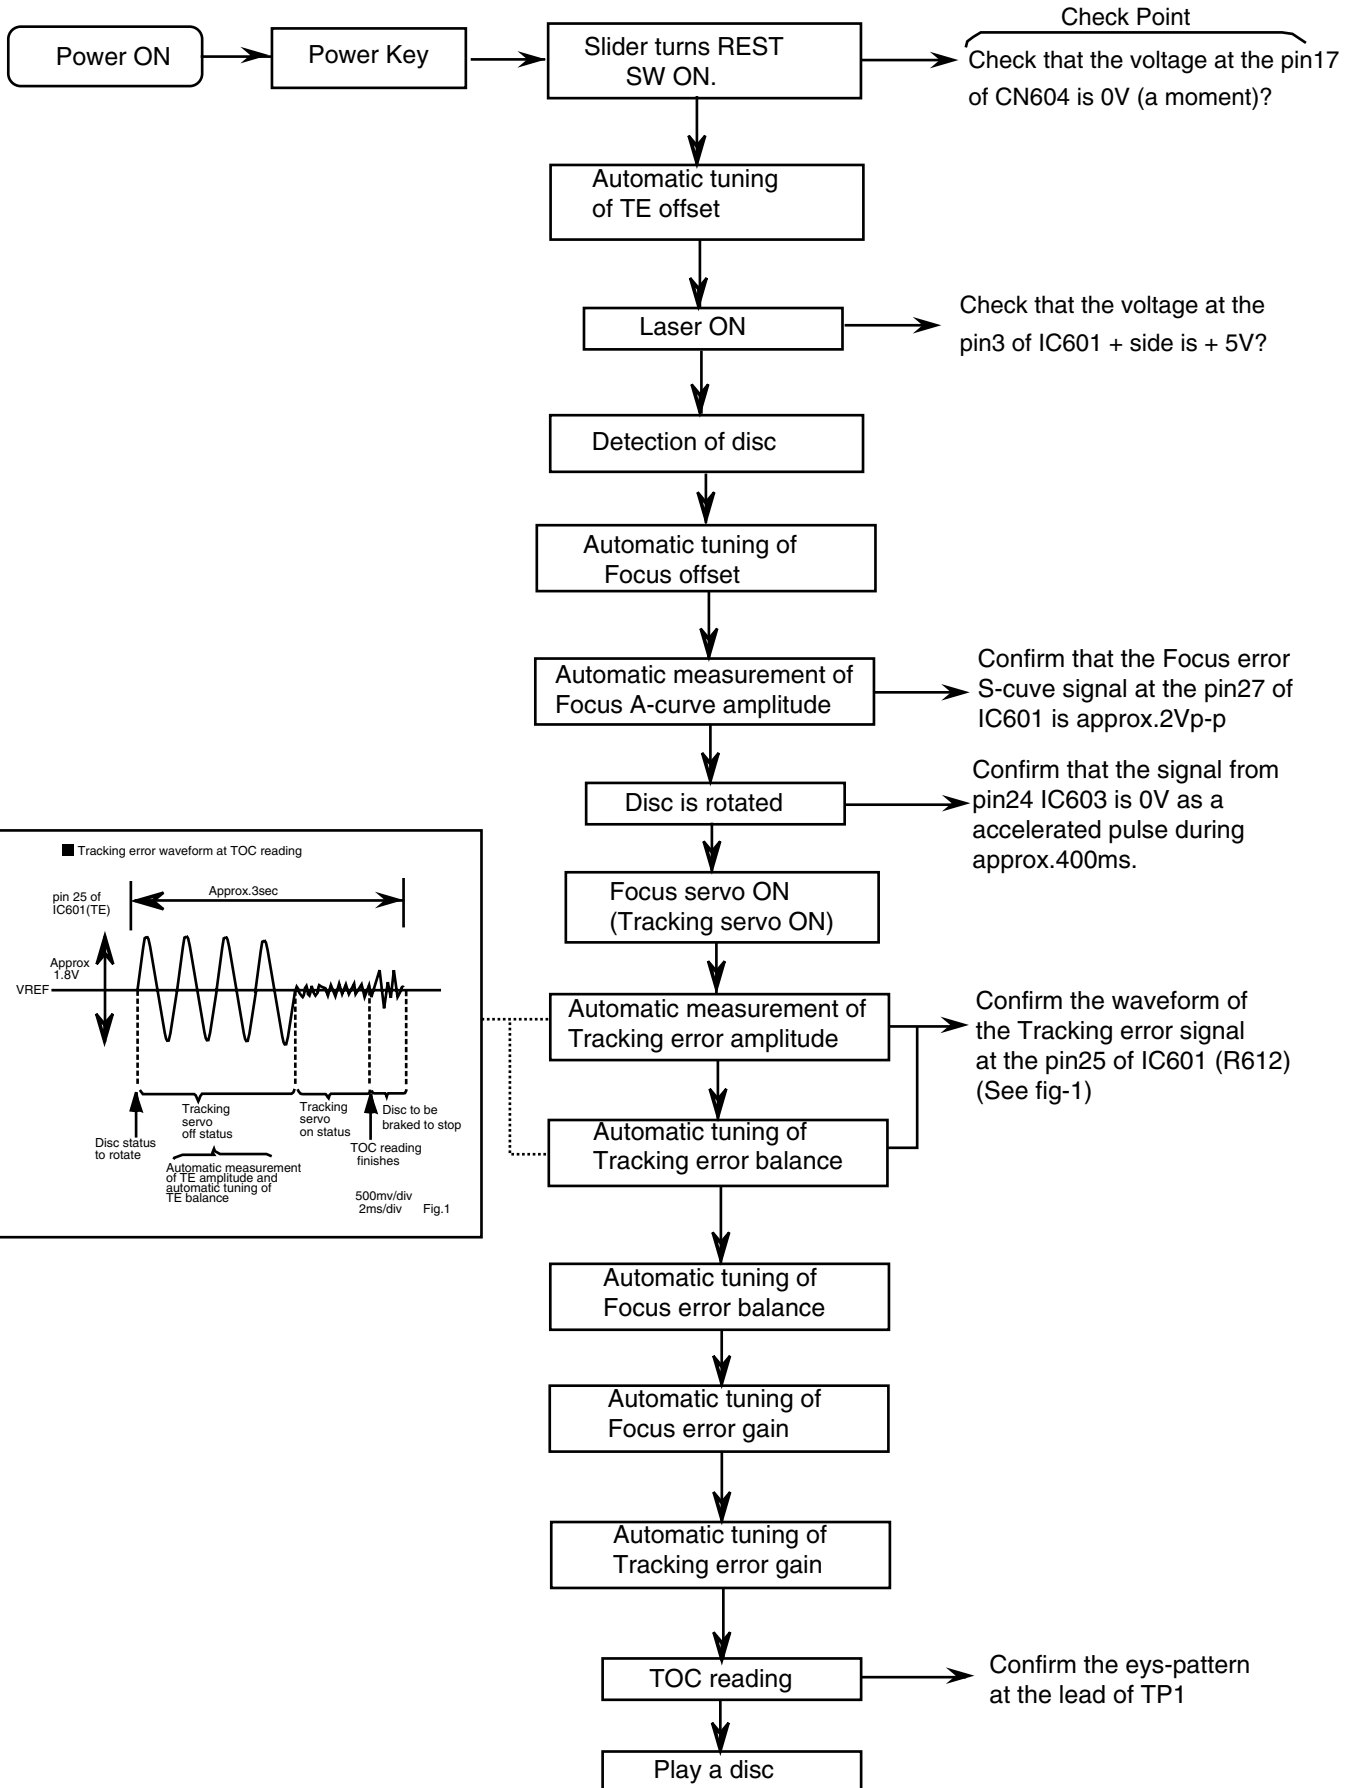 Check Point
Power ON
Power Key
Slider turns REST
SW ON.
Check that the voltage at the pin17
of CN604 is 0V (a moment)?
Automatic tuning
of TE offset
Laser ON
Check that the voltage at the
pin3 of IC601 + side is + 5V?
Detection of disc
Automatic tuning of
Focus offset
Automatic measurement of
Focus A-curve amplitude
Confirm that the Focus error
S-cuve signal at the pin27 of
IC601 is approx.2Vp-p
Disc is rotated
Confirm that the signal from
pin24 IC603 is 0V as a
accelerated pulse during
approx.400ms.
Focus servo ON
(Tracking servo ON)
Automatic measurement of
Tracking error amplitude
Confirm the waveform of
the Tracking error signal
at the pin25 of IC601 (R612)
(See fig-1)
Automatic tuning of
Tracking error balance
■ Tracking error waveform at TOC reading
pin 25 of
IC601(TE)
Approx.3sec
Approx
1.8V
VREF
Disc status
to rotate
Tracking
servo
off status
Tracking
servo
on status
Disc to be
braked to stop
TOC reading
finishes
Automatic measurement
of TE amplitude and
automatic tuning of
TE balance
500mv/div
2ms/div Fig.1
Automatic tuning of
Focus error balance
Automatic tuning of
Focus error gain
Automatic tuning of
Tracking error gain
TOC reading
Confirm the eys-pattern
at the lead of TP1
Play a disc